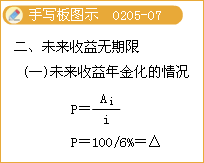 手写板图示 0205-07
二、未来收益无期限
(一)未来收益年金化的情况
P=Ai/i
P=100/6%=△